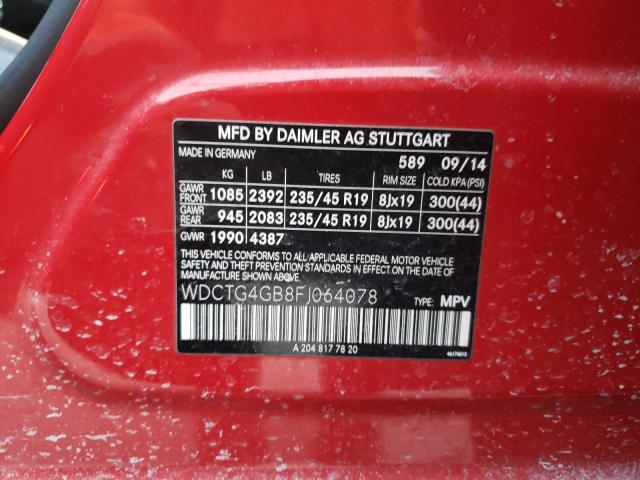 MFD BY DAIMLER AG STUTTGART
MADE IN GERMANY 589 09/14
KG LB TIRES RIM SIZE COLD KPA (PSI)
GAWR FRONT 1085 2392 235/45 R19 8Jx19 300(44)
GAWR REAR 945 2083 235/45 R19 8Jx19 300(44)
GVWR 1990 4387
THIS VEHICLE CONFORMS TO ALL APPLICABLE FEDERAL MOTOR VEHICLE
SAFETY AND THEFT PREVENTION STANDARDS IN EFFECT ON THE DATE OF
MANUFACTURE SHOWN ABOVE.
WDCTG4GB8FJ064078 TYPE: MPV
A 204 817 78 20